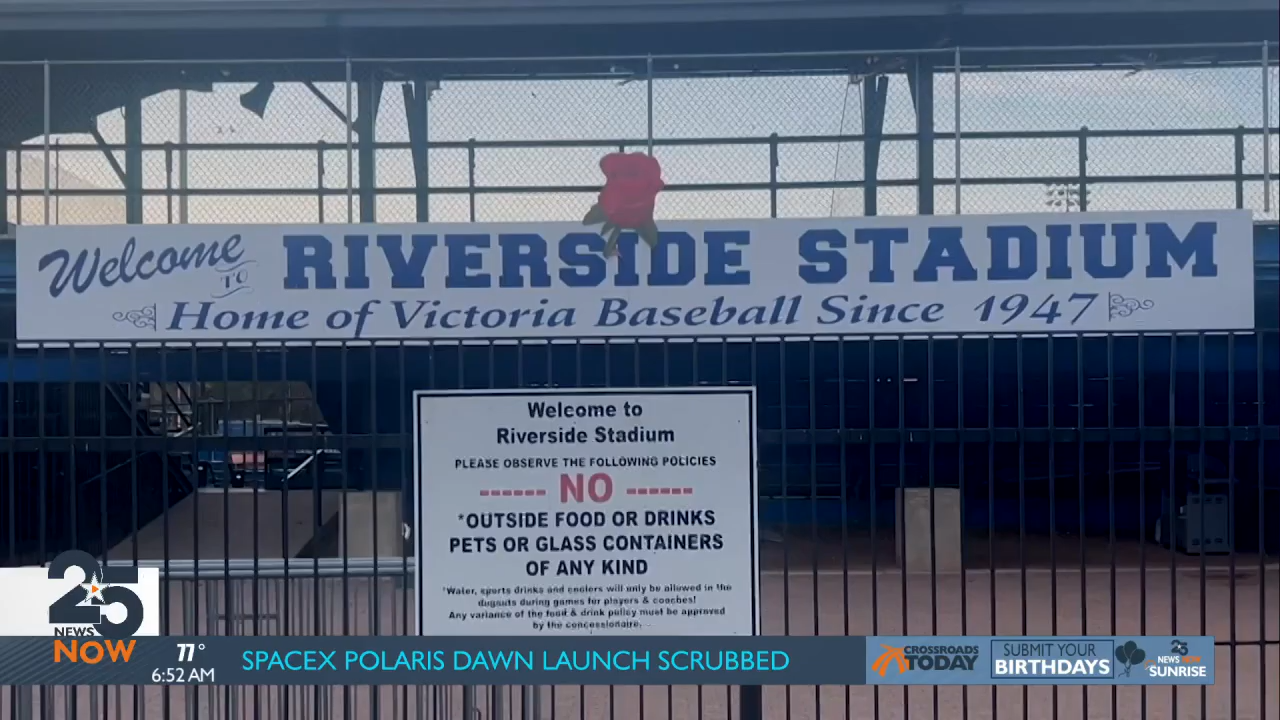 Welcome TO RIVERSIDE STADIUM
Home of Victoria Baseball Since 1947
Welcome to
Riverside Stadium
PLEASE OBSERVE THE FOLLOWING POLICIES
------ NO ------
*OUTSIDE FOOD OR DRINKS
PETS OR GLASS CONTAINERS
OF ANY KIND
*Water, sports drinks and coolers will only be allowed in the
dugouts during games for players & coaches!
Any variance of the food & drink policy must be approved
by the concessionaire.
25
NEWS
NOW
77°
6:52 AM
SPACEX POLARIS DAWN LAUNCH SCRUBBED
CROSSROADS
TODAY
SUBMIT YOUR
BIRTHDAYS
25
NEWS NOW
SUNRISE